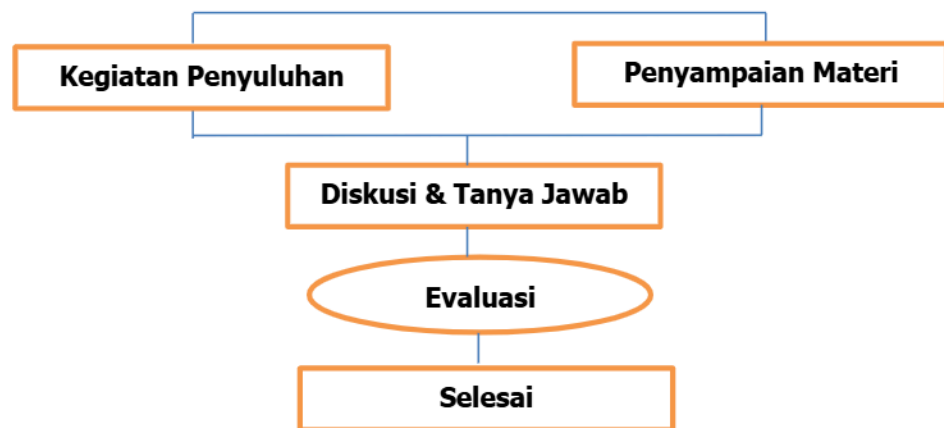 Kegiatan Penyuluhan
Penyampaian Materi
Diskusi & Tanya Jawab
Evaluasi
Selesai